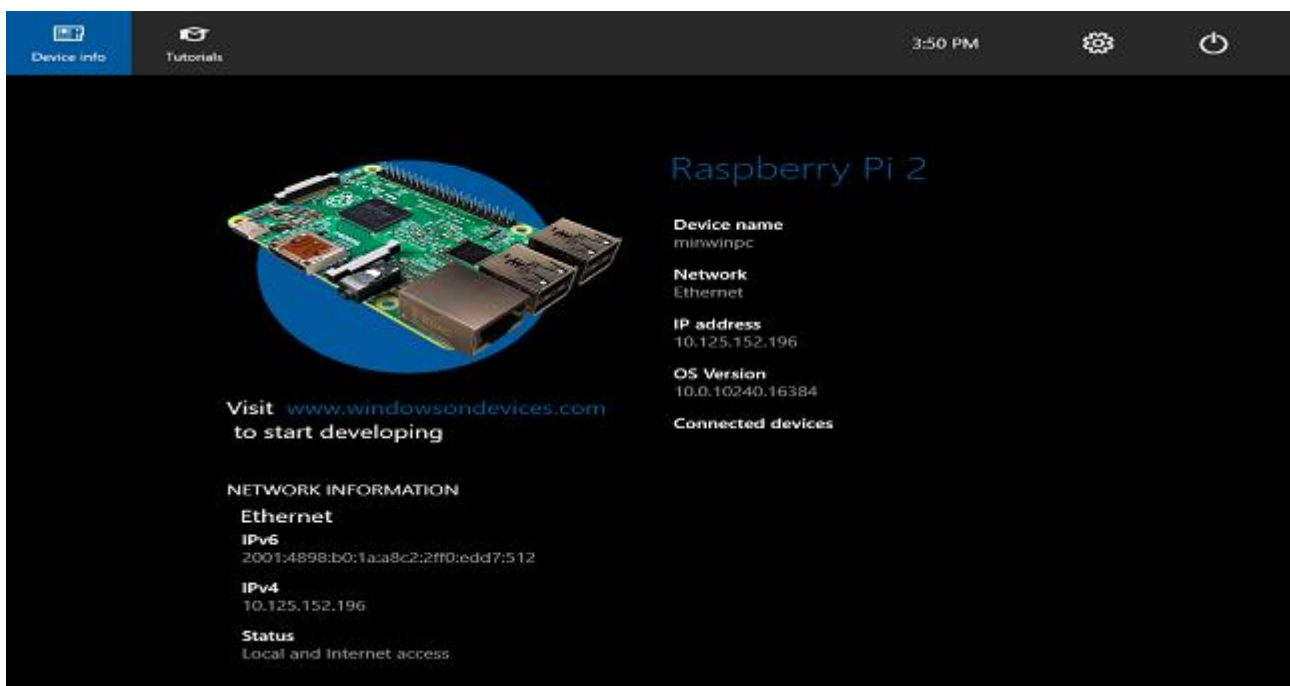 Device info
Tutorials
3:50 PM
Raspberry Pi 2
Device name
minwinpc
Network
Ethernet
IP address
10.125.152.196
OS Version
10.0.10240.16384
Connected devices
Visit www.windowsondevices.com
to start developing
NETWORK INFORMATION
Ethernet
IPv6
2001:4898:b0:1a:a8c2:2ff0:edd7:512
IPv4
10.125.152.196
Status
Local and Internet access